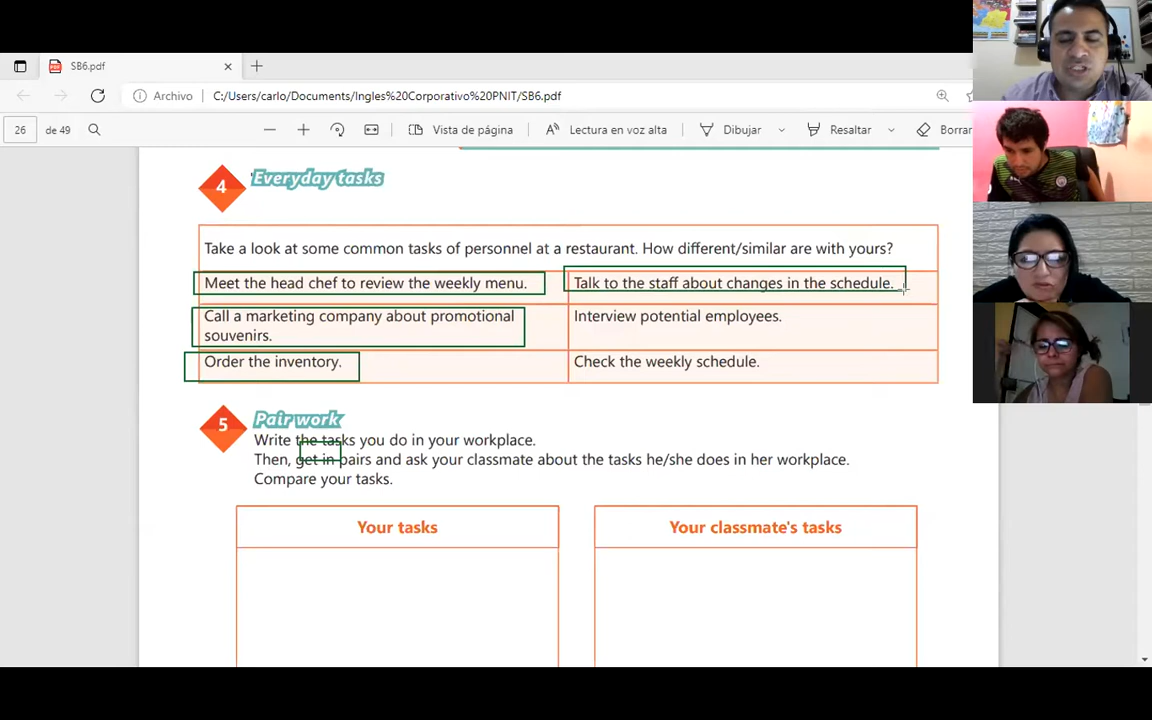 SB6.pdf
Archivo C:/Users/carlo/Documents/Ingles%20Corporativo%20PNIT/SB6.pdf
26 de 49 Vista de página Lectura en voz alta Dibujar Resaltar Borrar
4 Everyday tasks
Take a look at some common tasks of personnel at a restaurant. How different/similar are with yours?
Meet the head chef to review the weekly menu. Talk to the staff about changes in the schedule.
Call a marketing company about promotional Interview potential employees.
souvenirs.
Order the inventory. Check the weekly schedule.
5 Pair work
Write the tasks you do in your workplace.
Then, get in pairs and ask your classmate about the tasks he/she does in her workplace.
Compare your tasks.
Your tasks Your classmate's tasks